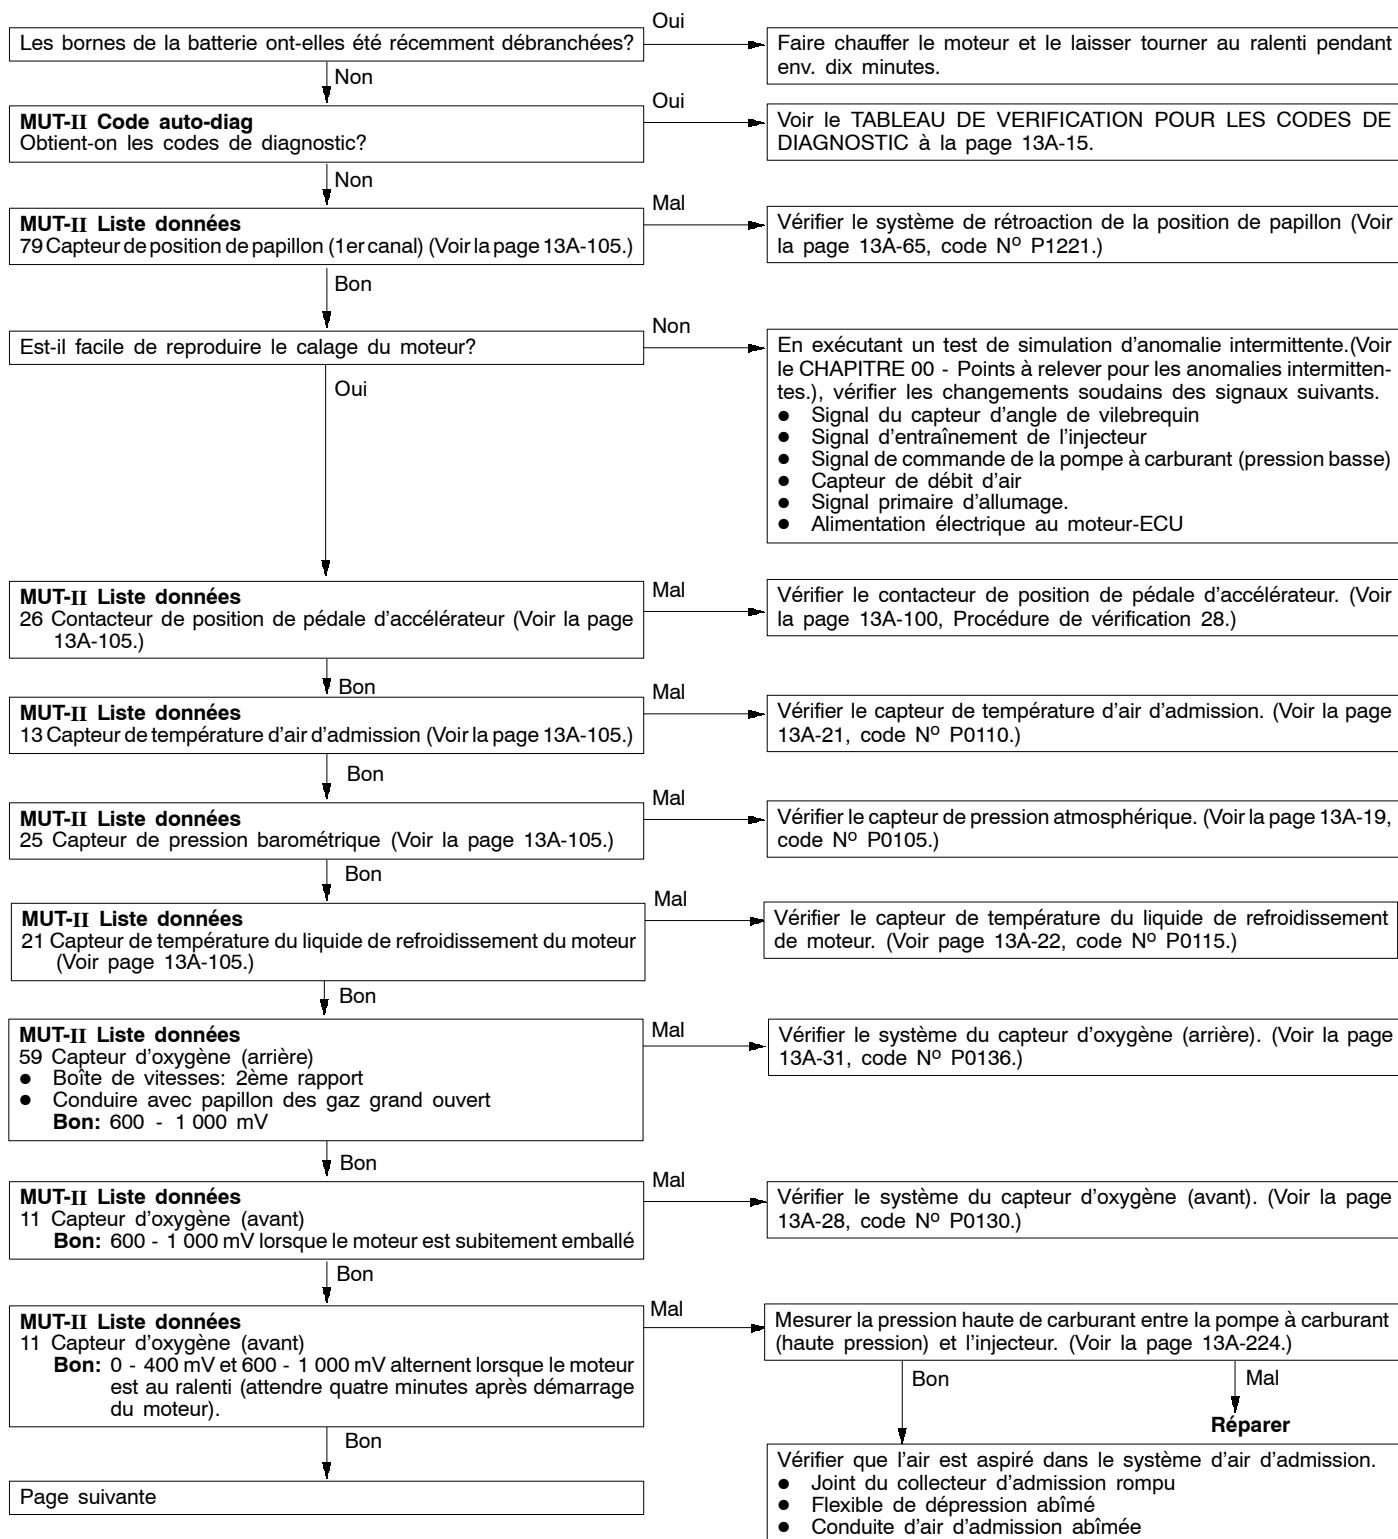 Les bornes de la batterie ont-elles été récemment débranchées?
Oui
Faire chauffer le moteur et le laisser tourner au ralenti pendant
env. dix minutes.
Non
MUT-II Code auto-diag
Obtient-on les codes de diagnostic?
Oui
Voir le TABLEAU DE VERIFICATION POUR LES CODES DE
DIAGNOSTIC à la page 13A-15.
Non
MUT-II Liste données
79 Capteur de position de papillon (1er canal) (Voir la page 13A-105.)
Mal
Vérifier le système de rétroaction de la position de papillon (Voir
la page 13A-65, code Nº P1221.)
Bon
Est-il facile de reproduire le calage du moteur?
Non
En exécutant un test de simulation d'anomalie intermittente.(Voir
le CHAPITRE 00 - Points à relever pour les anomalies intermitten-
tes.), vérifier les changements soudains des signaux suivants.
● Signal du capteur d'angle de vilebrequin
● Signal d'entraînement de l'injecteur
● Signal de commande de la pompe à carburant (pression basse)
● Capteur de débit d'air
● Signal primaire d'allumage.
● Alimentation électrique au moteur-ECU
Oui
MUT-II Liste données
26 Contacteur de position de pédale d'accélérateur (Voir la page
13A-105.)
Mal
Vérifier le contacteur de position de pédale d'accélérateur. (Voir
la page 13A-100, Procédure de vérification 28.)
Bon
MUT-II Liste données
13 Capteur de température d'air d'admission (Voir la page 13A-105.)
Mal
Vérifier le capteur de température d'air d'admission. (Voir la page
13A-21, code Nº P0110.)
Bon
MUT-II Liste données
25 Capteur de pression barométrique (Voir la page 13A-105.)
Mal
Vérifier le capteur de pression atmosphérique. (Voir la page 13A-19,
code Nº P0105.)
Bon
MUT-II Liste données
21 Capteur de température du liquide de refroidissement du moteur
(Voir page 13A-105.)
Mal
Vérifier le capteur de température du liquide de refroidissement
de moteur. (Voir page 13A-22, code Nº P0115.)
Bon
MUT-II Liste données
59 Capteur d'oxygène (arrière)
● Boîte de vitesses: 2ème rapport
● Conduire avec papillon des gaz grand ouvert
Bon: 600 - 1 000 mV
Mal
Vérifier le système du capteur d'oxygène (arrière). (Voir la page
13A-31, code Nº P0136.)
Bon
MUT-II Liste données
11 Capteur d'oxygène (avant)
Bon: 600 - 1 000 mV lorsque le moteur est subitement emballé
Mal
Vérifier le système du capteur d'oxygène (avant). (Voir la page
13A-28, code Nº P0130.)
Bon
MUT-II Liste données
11 Capteur d'oxygène (avant)
Bon: 0 - 400 mV et 600 - 1 000 mV alternent lorsque le moteur
est au ralenti (attendre quatre minutes après démarrage
du moteur).
Mal
Mesurer la pression haute de carburant entre la pompe à carburant
(haute pression) et l'injecteur. (Voir la page 13A-224.)
Bon
Mal
Réparer
Vérifier que l'air est aspiré dans le système d'air d'admission.
● Joint du collecteur d'admission rompu
● Flexible de dépression abîmé
● Conduite d'air d'admission abîmée
Bon
Page suivante